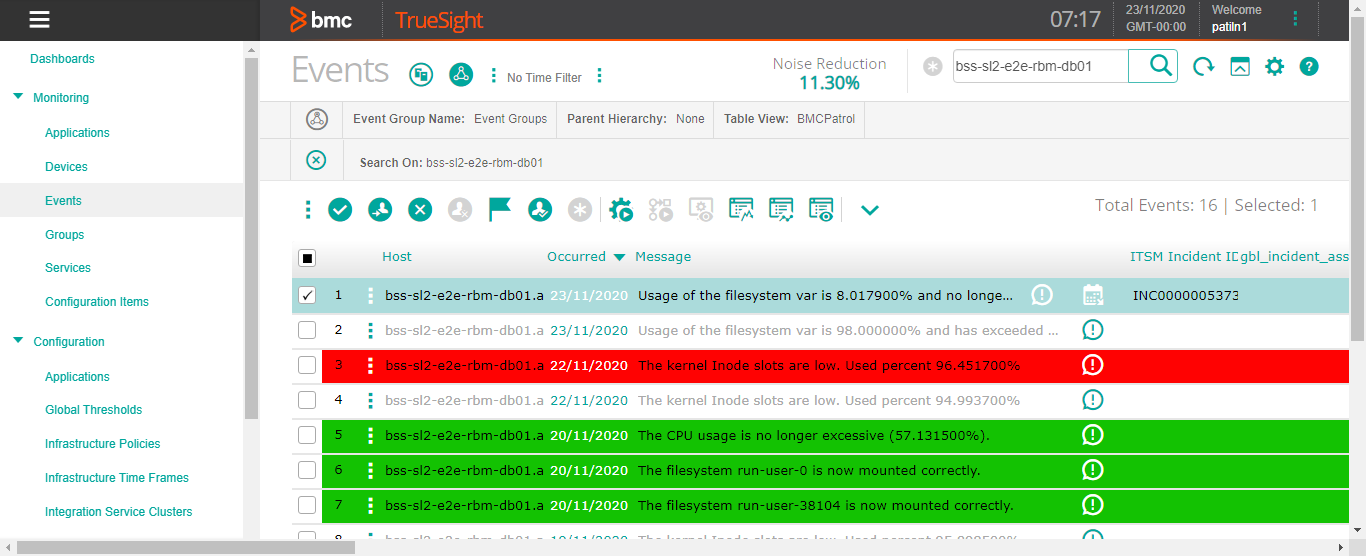 bmc TrueSight 07:17 23/11/2020 Welcome
GMT-00:00 patiln1
Dashboards
Monitoring
Applications
Devices
Events
Groups
Services
Configuration Items
Configuration
Applications
Global Thresholds
Infrastructure Policies
Infrastructure Time Frames
Integration Service Clusters
Events No Time Filter Noise Reduction bss-sl2-e2e-rbm-db01
11.30%
Event Group Name: Event Groups Parent Hierarchy: None Table View: BMCPatrol
Search On: bss-sl2-e2e-rbm-db01
Total Events: 16 | Selected: 1
Host Occurred Message ITSM Incident ID gbl_incident_ass
1 bss-sl2-e2e-rbm-db01.a 23/11/2020 Usage of the filesystem var is 8.017900% and no longe... INC0000005373
2 bss-sl2-e2e-rbm-db01.a 23/11/2020 Usage of the filesystem var is 98.000000% and has exceeded ...
3 bss-sl2-e2e-rbm-db01.a 22/11/2020 The kernel Inode slots are low. Used percent 96.451700%
4 bss-sl2-e2e-rbm-db01.a 22/11/2020 The kernel Inode slots are low. Used percent 94.993700%
5 bss-sl2-e2e-rbm-db01.a 20/11/2020 The CPU usage is no longer excessive (57.131500%).
6 bss-sl2-e2e-rbm-db01.a 20/11/2020 The filesystem run-user-0 is now mounted correctly.
7 bss-sl2-e2e-rbm-db01.a 20/11/2020 The filesystem run-user-38104 is now mounted correctly.